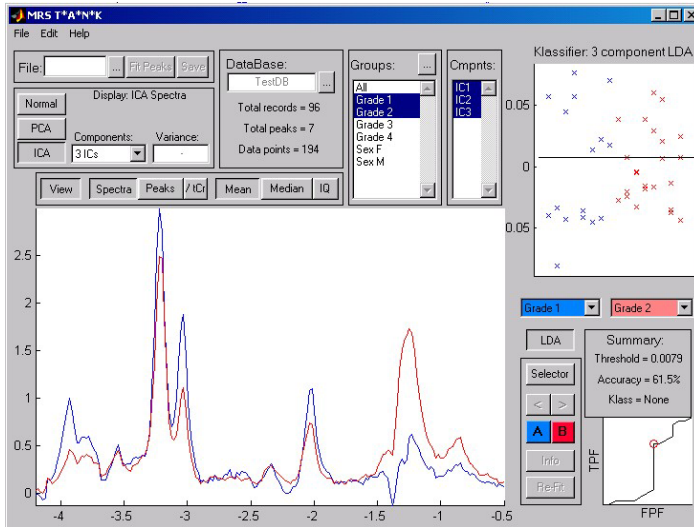 MRS T*A*N*K
File Edit Help
File: ... Fit Peaks Save
Normal
PCA
ICA
Display: ICA Spectra
Components: Variance:
3 ICs -
DataBase:
TestDB ...
Total records = 96
Total peaks = 7
Data points = 194
Groups: ...
All
Grade 1
Grade 2
Grade 3
Grade 4
Sex F
Sex M
Cmpnts:
IC1
IC2
IC3
View Spectra Peaks / tCr Mean Median IQ
Klassifier: 3 component LDA
0.05
0
0.05
2.5
2
1.5
1
0.5
0
-4 -3.5 -3 -2.5 -2 -1.5 -1 -0.5
Grade 1 Grade 2
LDA
Selector
< >
A B
Info
Re-Fit
Summary:
Threshold = 0.0079
Accuracy = 61.5%
Klass = None
TPF
FPF